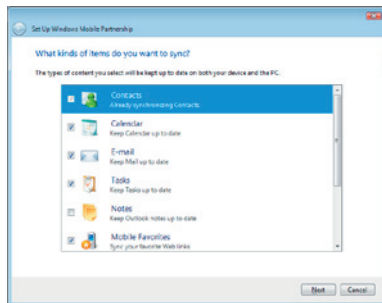 Set Up Windows Mobile Partnership
What kinds of items do you want to sync?
The types of content you select will be kept up to date on both your device and the PC.
Contacts
Already synchronizing Contacts.
Calendar
Keep Calendar up to date
E-mail
Keep Mail up to date
Tasks
Keep Tasks up to date
Notes
Keep Outlook notes up to date
Mobile Favorites
Sync your favorite Web links
Next
Cancel